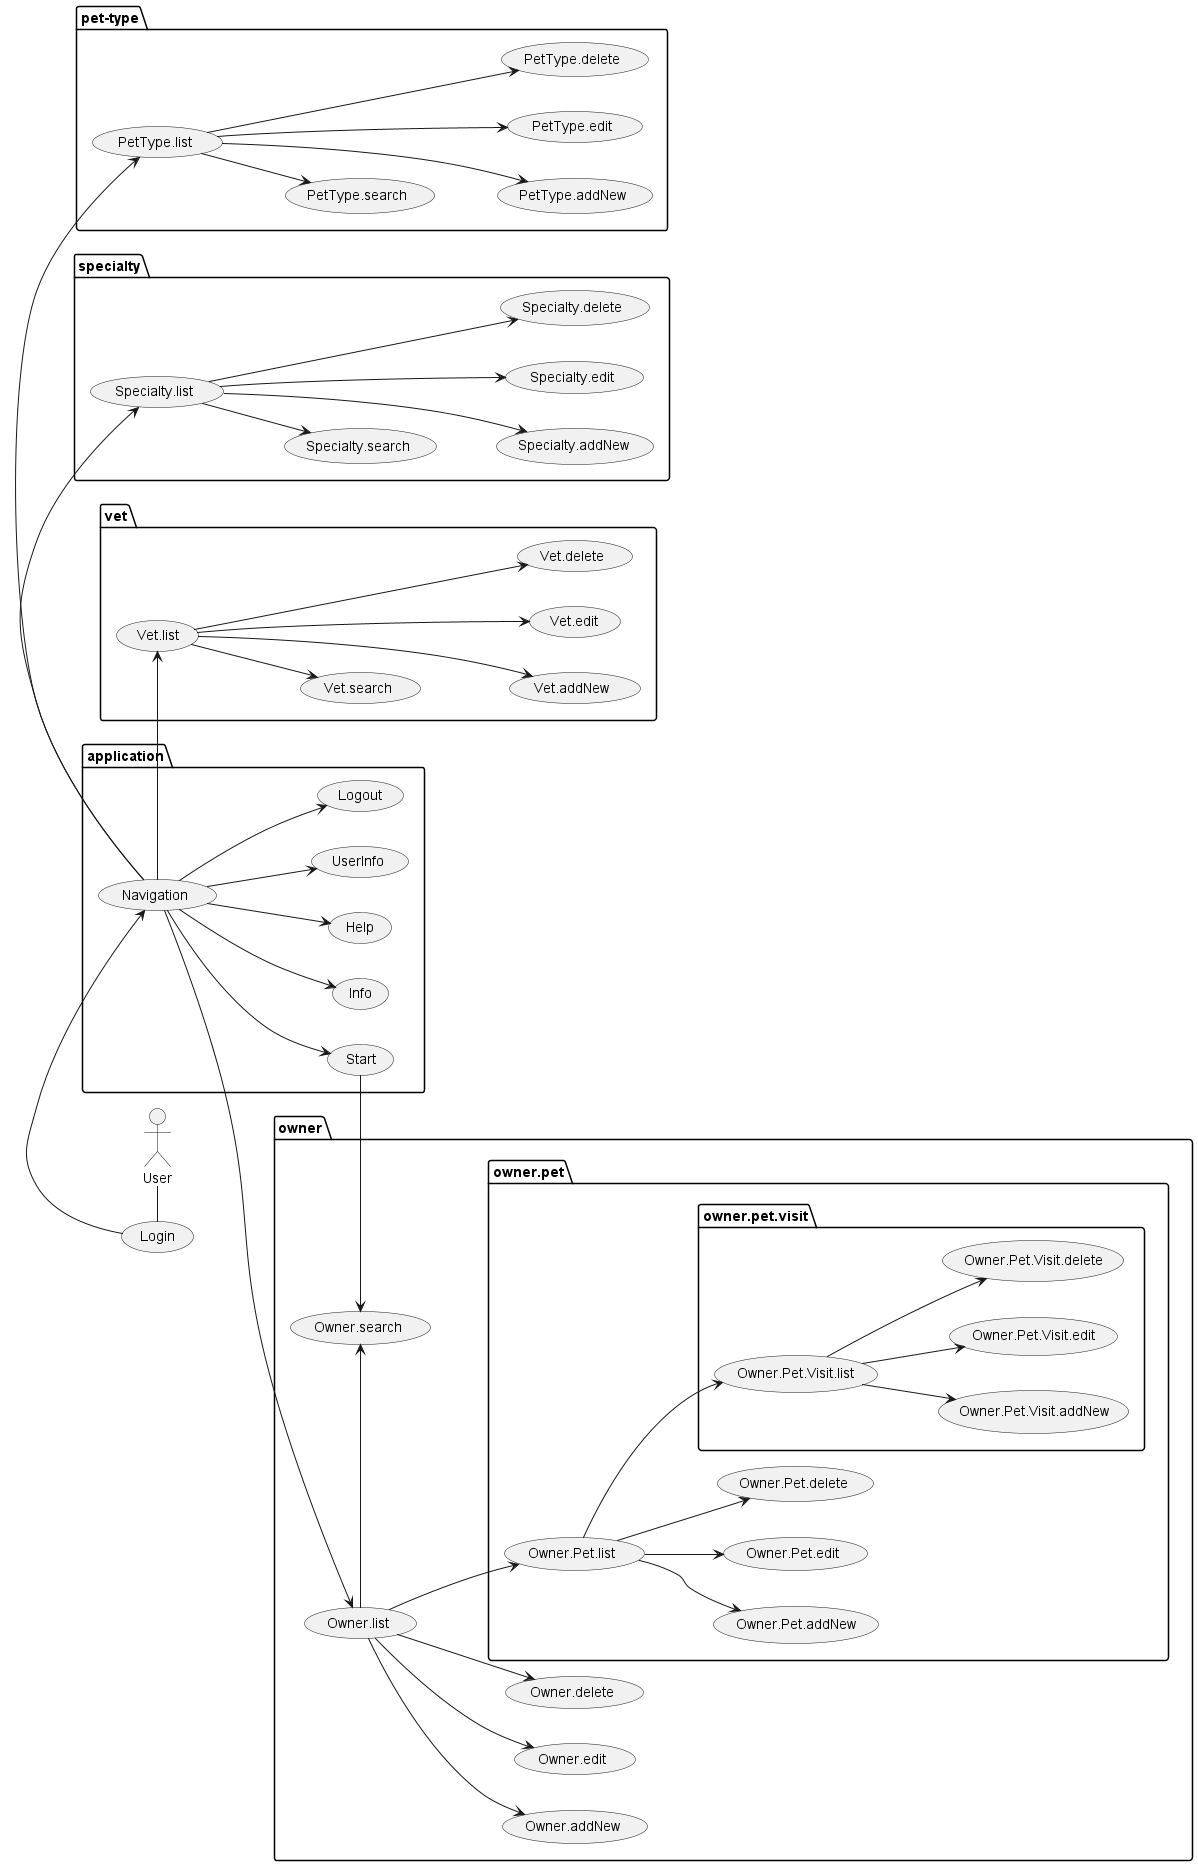 pet-type
PetType.delete
PetType.edit
PetType.list
PetType.search
PetType.addNew
specialty
Specialty.delete
Specialty.edit
Specialty.list
Specialty.search
Specialty.addNew
vet
Vet.delete
Vet.edit
Vet.list
Vet.search
Vet.addNew
application
Logout
UserInfo
Navigation
Help
Info
Start
User
Login
owner
owner.pet
owner.pet.visit
Owner.Pet.Visit.delete
Owner.search
Owner.Pet.Visit.edit
Owner.Pet.Visit.list
Owner.Pet.Visit.addNew
Owner.Pet.delete
Owner.Pet.list
Owner.Pet.edit
Owner.list
Owner.Pet.addNew
Owner.delete
Owner.edit
Owner.addNew